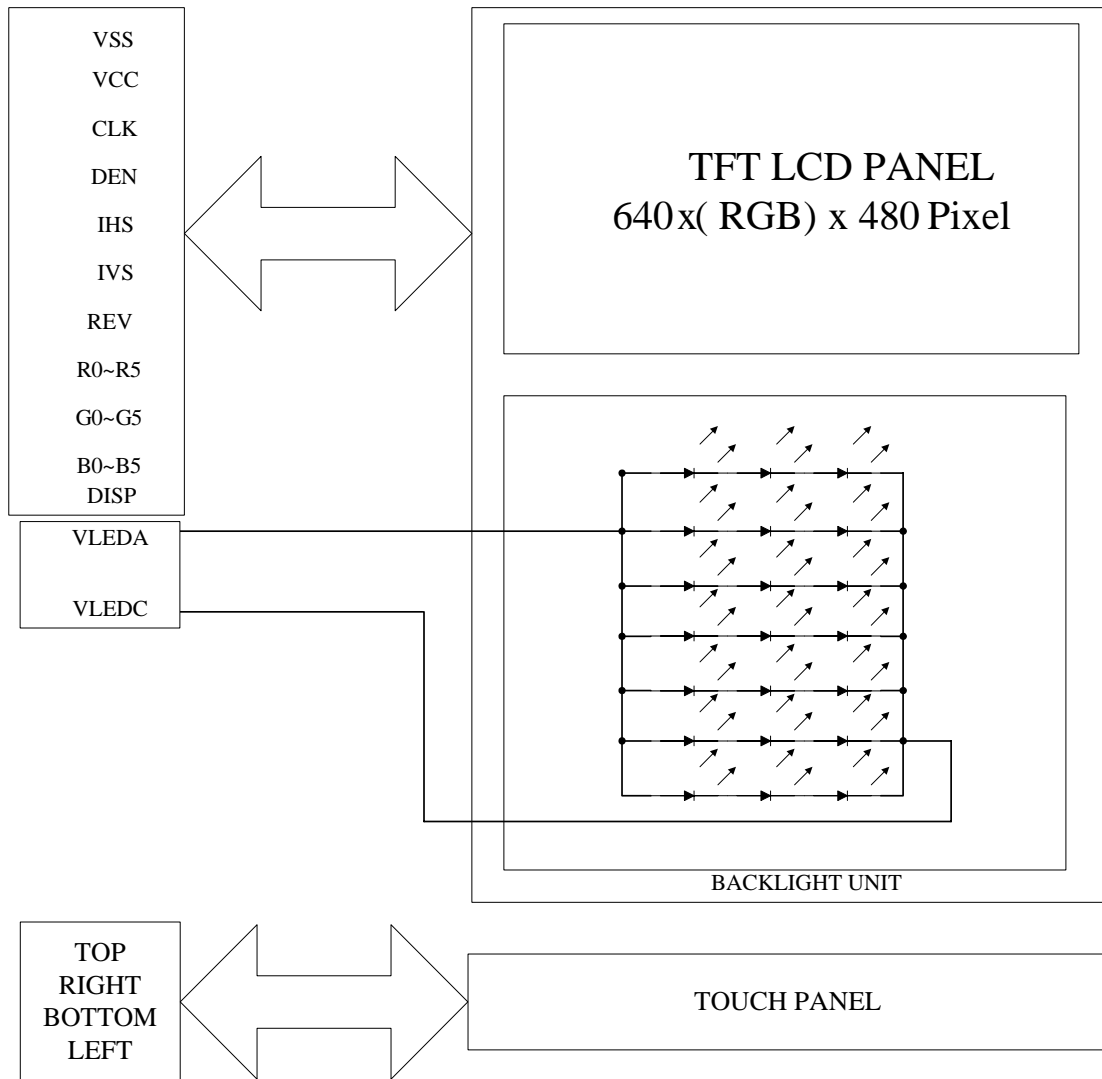 VSS
VCC
CLK
DEN
IHS
IVS
REV
R0~R5
G0~G5
B0~B5
DISP
VLEDA
VLEDC
TFT LCD PANEL
640x( RGB) x 480 Pixel
BACKLIGHT UNIT
TOP
RIGHT
BOTTOM
LEFT
TOUCH PANEL